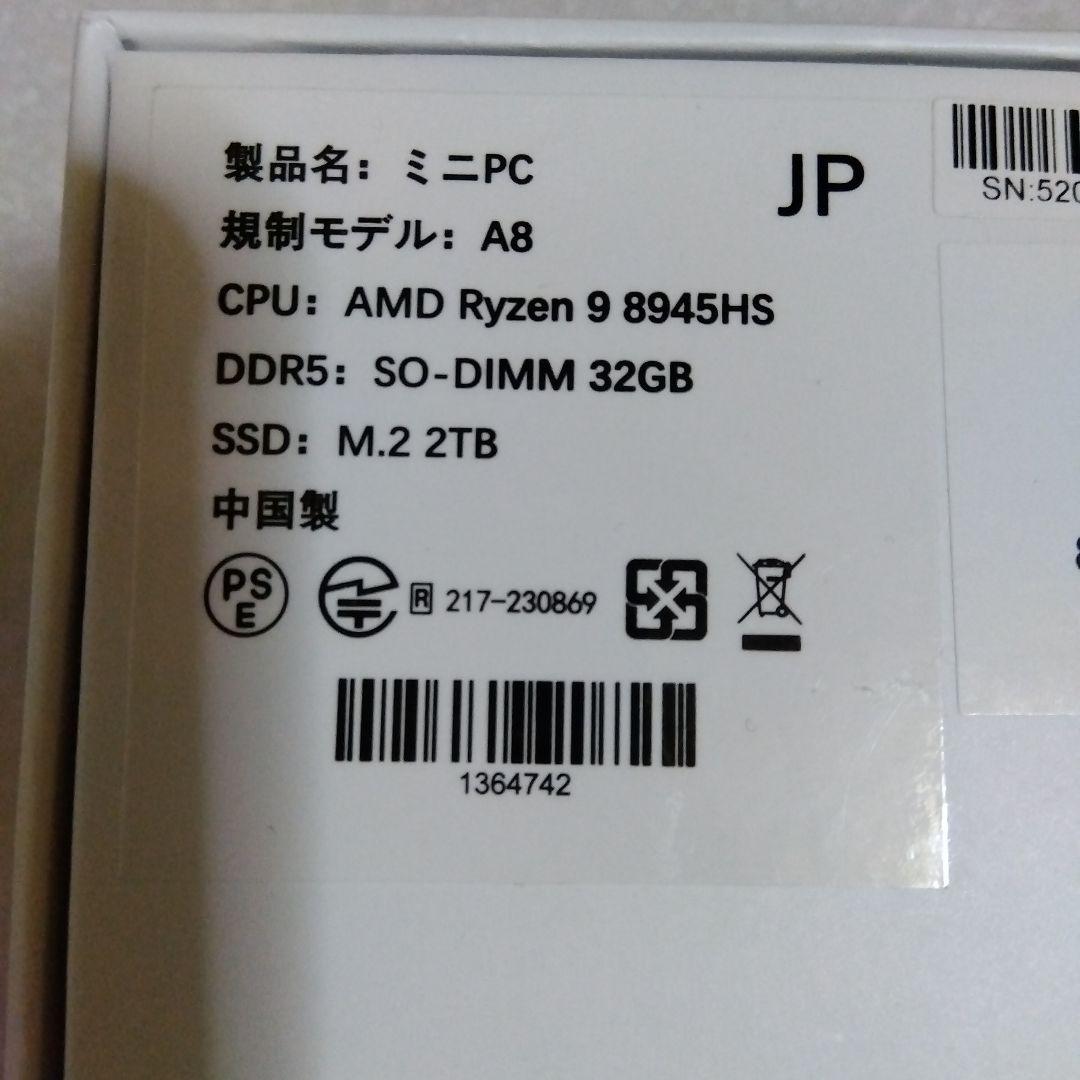 製品名：ミニPC
JP
SN:520
規制モデル：A8
CPU：AMD Ryzen 9 8945HS
DDR5：SO-DIMM 32GB
SSD：M.2 2TB
中国製
PSE
R 217-230869
1364742